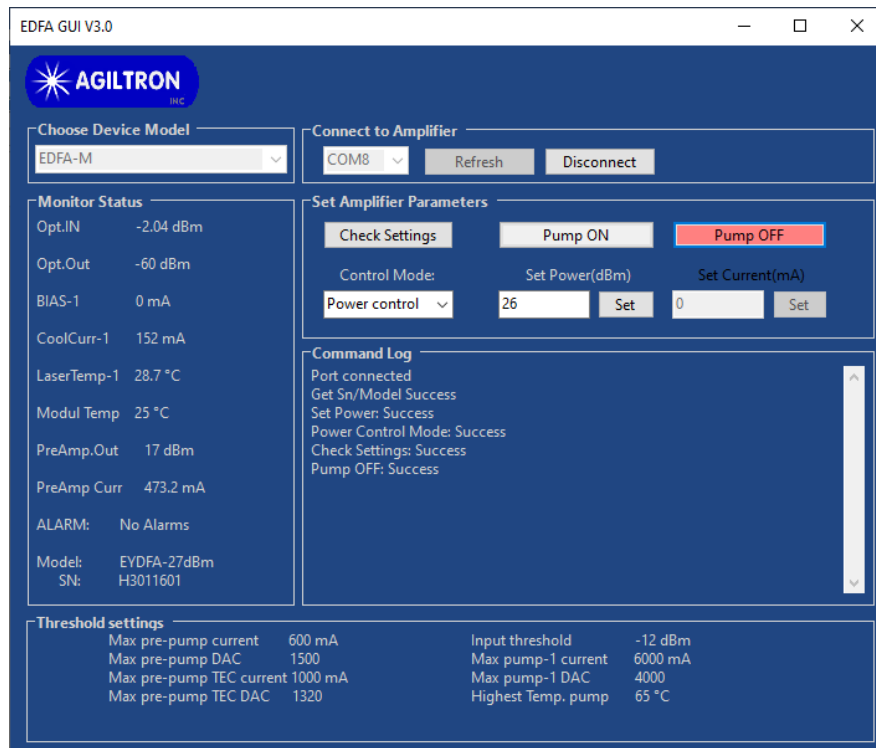 EDFA GUI V3.0
AGILTRON
INC
Choose Device Model
EDFA-M
Connect to Amplifier
COM8 Refresh Disconnect
Monitor Status
Opt.IN -2.04 dBm
Opt.Out -60 dBm
BIAS-1 0 mA
CoolCurr-1 152 mA
LaserTemp-1 28.7 °C
Modul Temp 25 °C
PreAmp.Out 17 dBm
PreAmp Curr 473.2 mA
ALARM: No Alarms
Model: EYDFA-27dBm
SN: H3011601
Set Amplifier Parameters
Check Settings Pump ON Pump OFF
Control Mode: Set Power(dBm) Set Current(mA)
Power control 26 Set 0 Set
Command Log
Port connected
Get Sn/Model Success
Set Power: Success
Power Control Mode: Success
Check Settings: Success
Pump OFF: Success
Threshold settings
Max pre-pump current 600 mA
Max pre-pump DAC 1500
Max pre-pump TEC current 1000 mA
Max pre-pump TEC DAC 1320
Input threshold -12 dBm
Max pump-1 current 6000 mA
Max pump-1 DAC 4000
Highest Temp. pump 65 °C